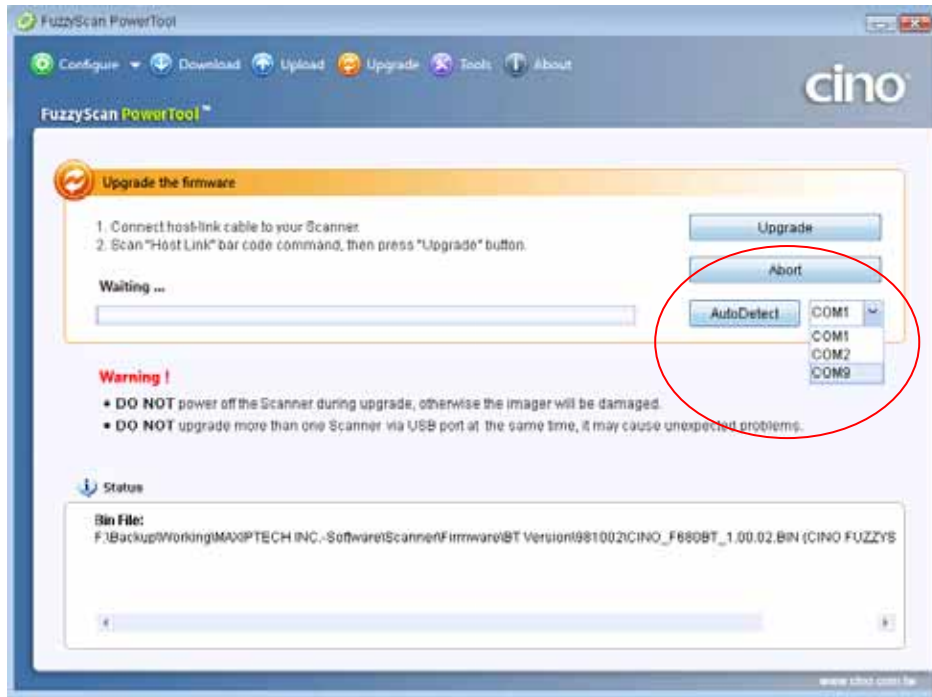 FuzzyScan PowerTool
Configure Download Upload Upgrade Tools About
cino
FuzzyScan PowerTool™
Upgrade the firmware
1. Connect host-link cable to your Scanner.
2. Scan "Host Link" bar code command, then press "Upgrade" button.
Upgrade
Abort
Waiting ...
AutoDetect COM1
COM1
COM2
COM9
Warning !
• DO NOT power off the Scanner during upgrade, otherwise the imager will be damaged.
• DO NOT upgrade more than one Scanner via USB port at the same time, it may cause unexpected problems.
Status
Bin File:
F:\Backup\Working\MAXIPTECH INC.-Software\Scanner\Firmware\BT Version\981002\CINO_F680BT_1.00.02.BIN (CINO FUZZYS
www.cino.com.tw